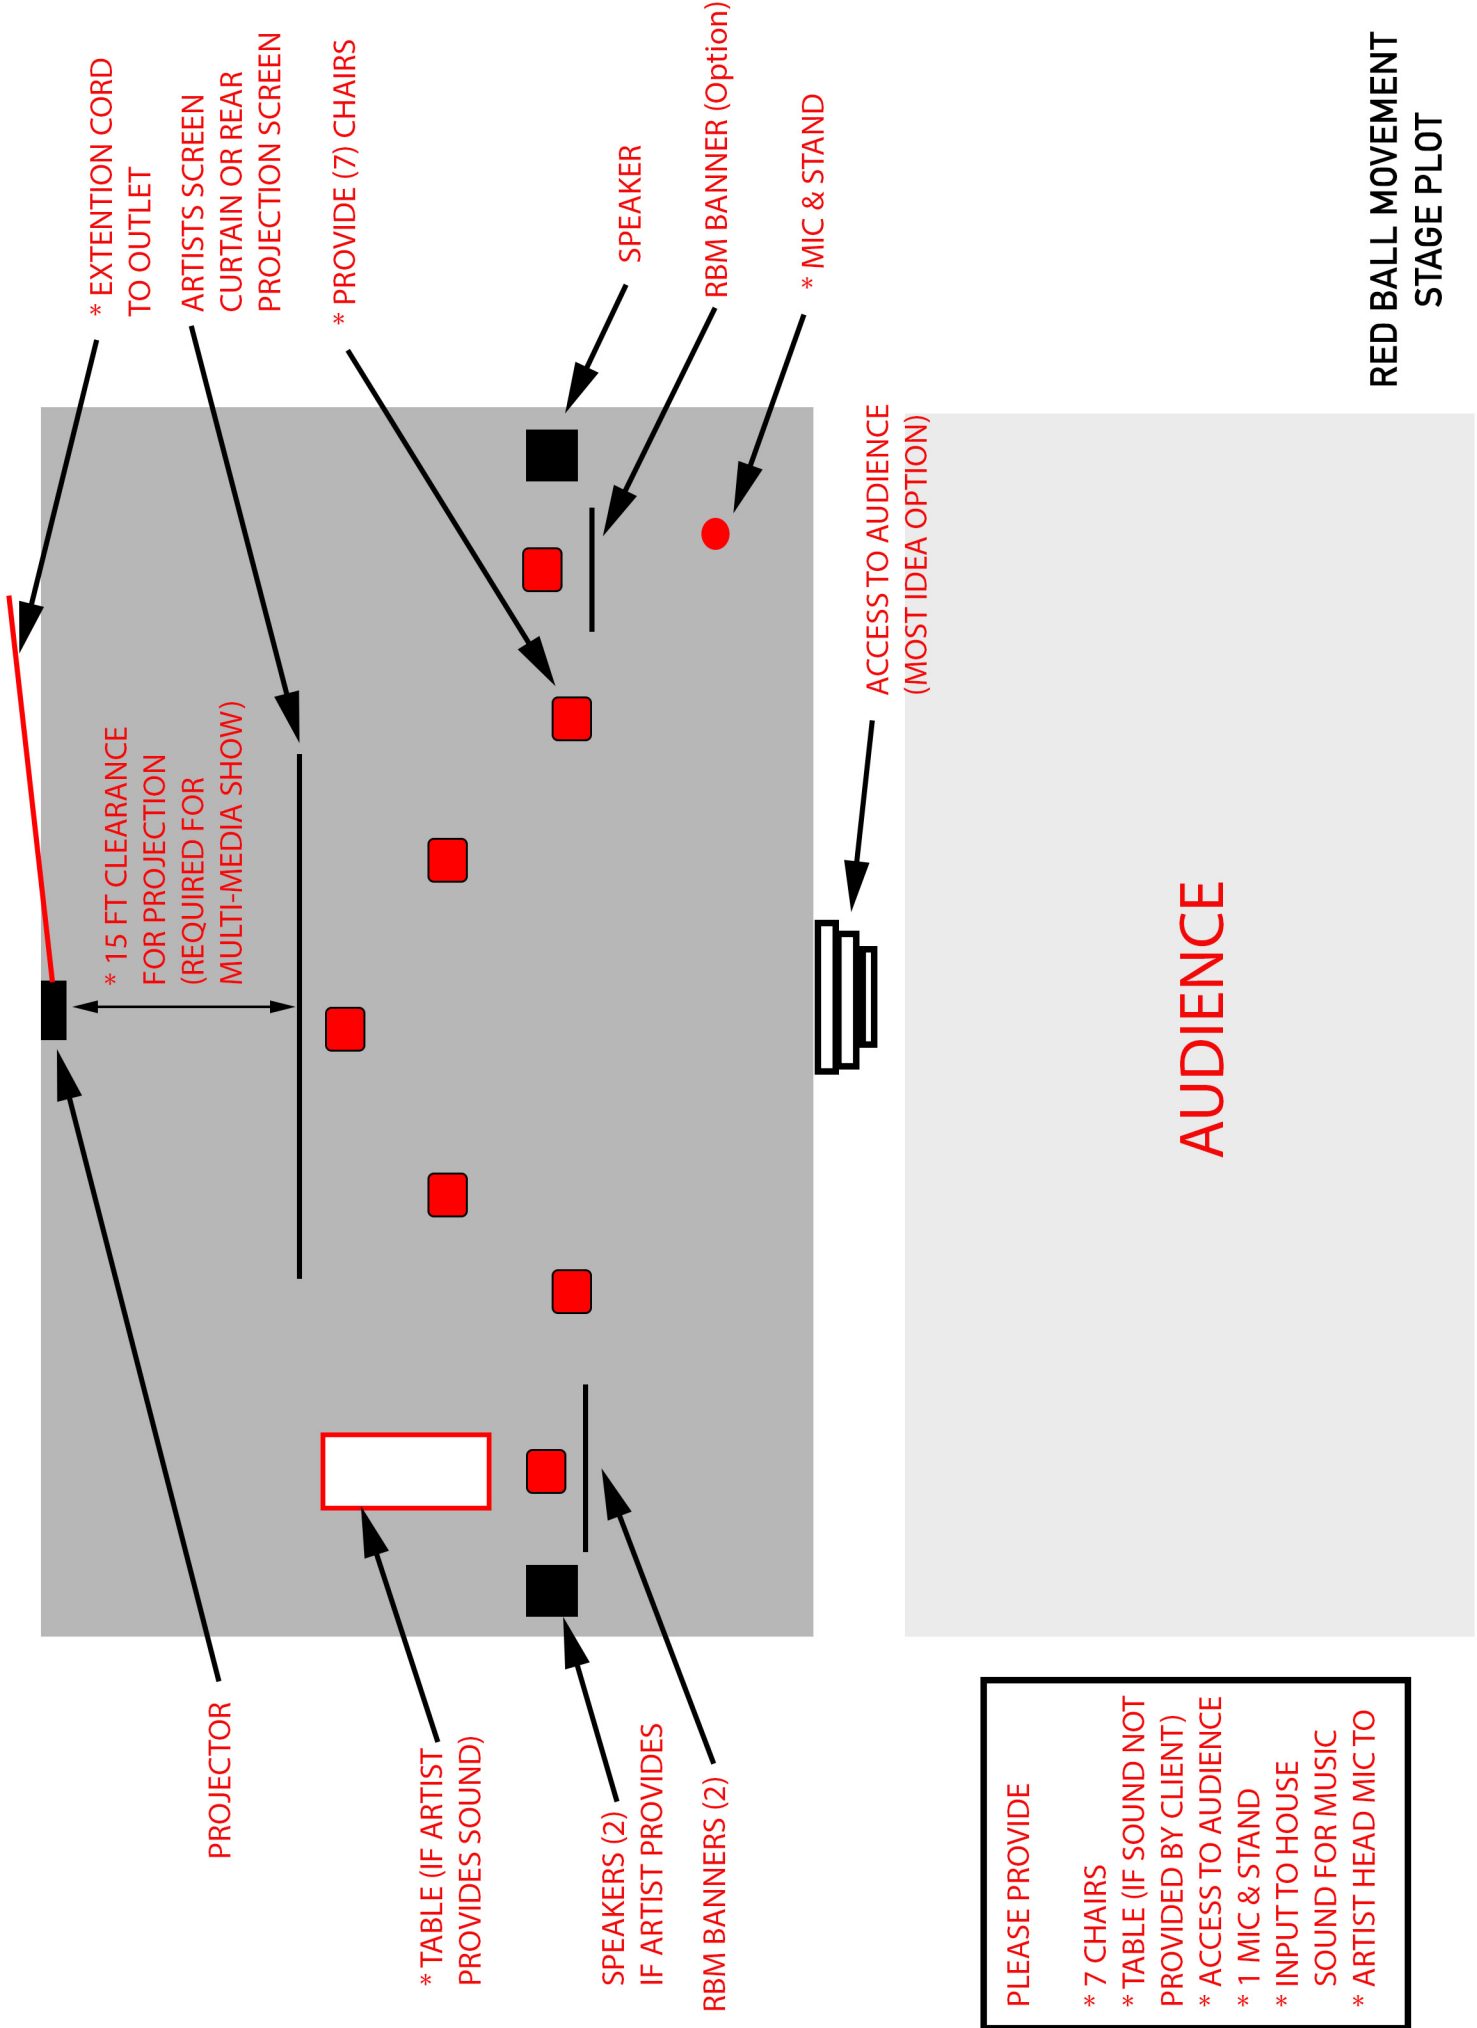 * EXTENTION CORD
TO OUTLET
ARTISTS SCREEN
CURTAIN OR REAR
PROJECTION SCREEN
* PROVIDE (7) CHAIRS
SPEAKER
RBM BANNER (Option)
* MIC & STAND
* 15 FT CLEARANCE
FOR PROJECTION
(REQUIRED FOR
MULTI-MEDIA SHOW)
ACCESS TO AUDIENCE
(MOST IDEA OPTION)
PROJECTOR
* TABLE (IF ARTIST
PROVIDES SOUND)
SPEAKERS (2)
IF ARTIST PROVIDES
RBM BANNERS (2)
AUDIENCE
PLEASE PROVIDE
* 7 CHAIRS
* TABLE (IF SOUND NOT
PROVIDED BY CLIENT)
* ACCESS TO AUDIENCE
* 1 MIC & STAND
* INPUT TO HOUSE
SOUND FOR MUSIC
* ARTIST HEAD MIC TO
RED BALL MOVEMENT
STAGE PLOT